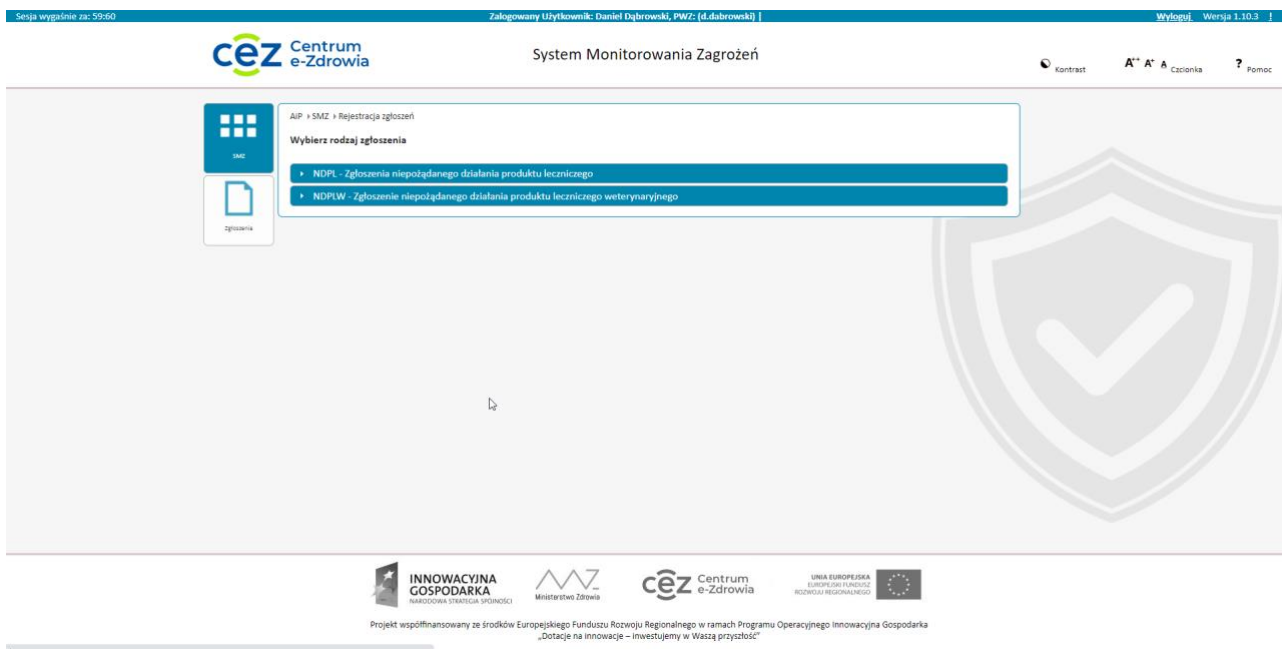 Sesja wygaśnie za: 59:60
Zalogowany Użytkownik: Daniel Dąbrowski, PWZ: (d.dabrowski) |
Wyloguj Wersja 1.10.3 !
cez Centrum
e-Zdrowia
System Monitorowania Zagrożeń
Kontrast
A++ A+ A Czcionka
? Pomoc
SMZ
Zgłoszenia
AIP › SMZ › Rejestracja zgłoszeń
Wybierz rodzaj zgłoszenia
NDPL - Zgłoszenia niepożądanego działania produktu leczniczego
NDPLW - Zgłoszenie niepożądanego działania produktu leczniczego weterynaryjnego
INNOWACYJNA
GOSPODARKA
NARODOWA STRATEGIA SPÓJNOŚCI
Ministerstwo Zdrowia
cez Centrum
e-Zdrowia
UNIA EUROPEJSKA
EUROPEJSKI FUNDUSZ
ROZWOJU REGIONALNEGO
Projekt współfinansowany ze środków Europejskiego Funduszu Rozwoju Regionalnego w ramach Programu Operacyjnego Innowacyjna Gospodarka
„Dotacje na innowacje – inwestujemy w Waszą przyszłość”